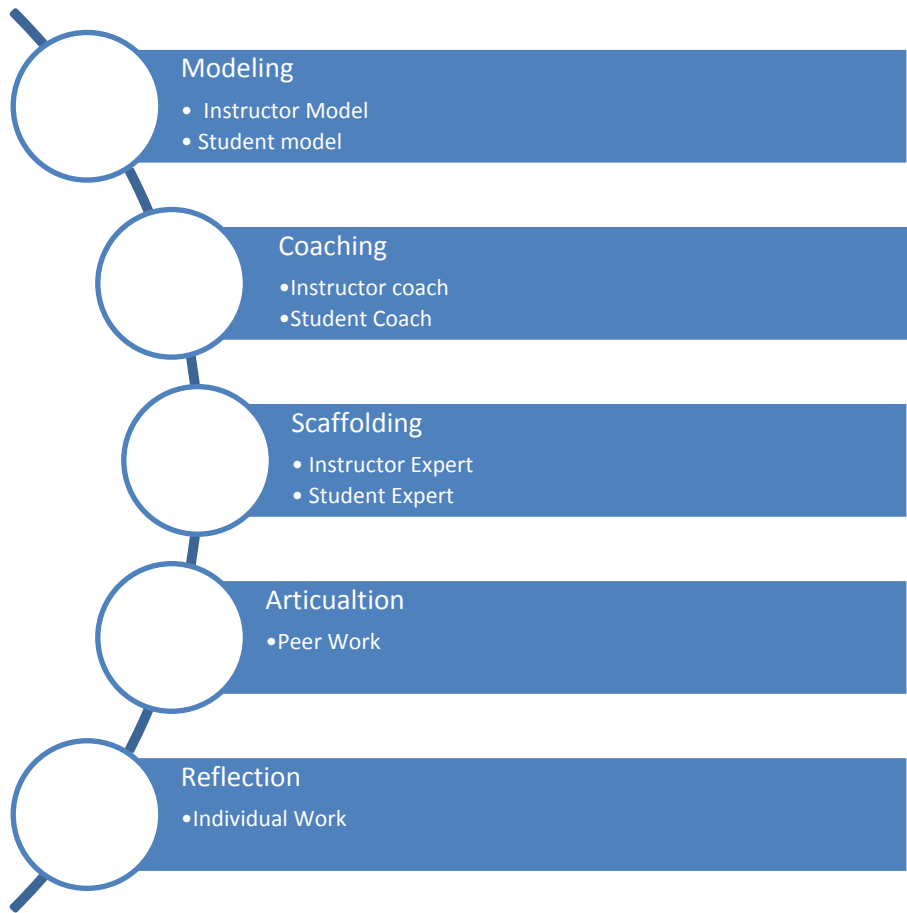 Modeling
• Instructor Model
• Student model
Coaching
•Instructor coach
•Student Coach
Scaffolding
• Instructor Expert
• Student Expert
Articualtion
•Peer Work
Reflection
•Individual Work